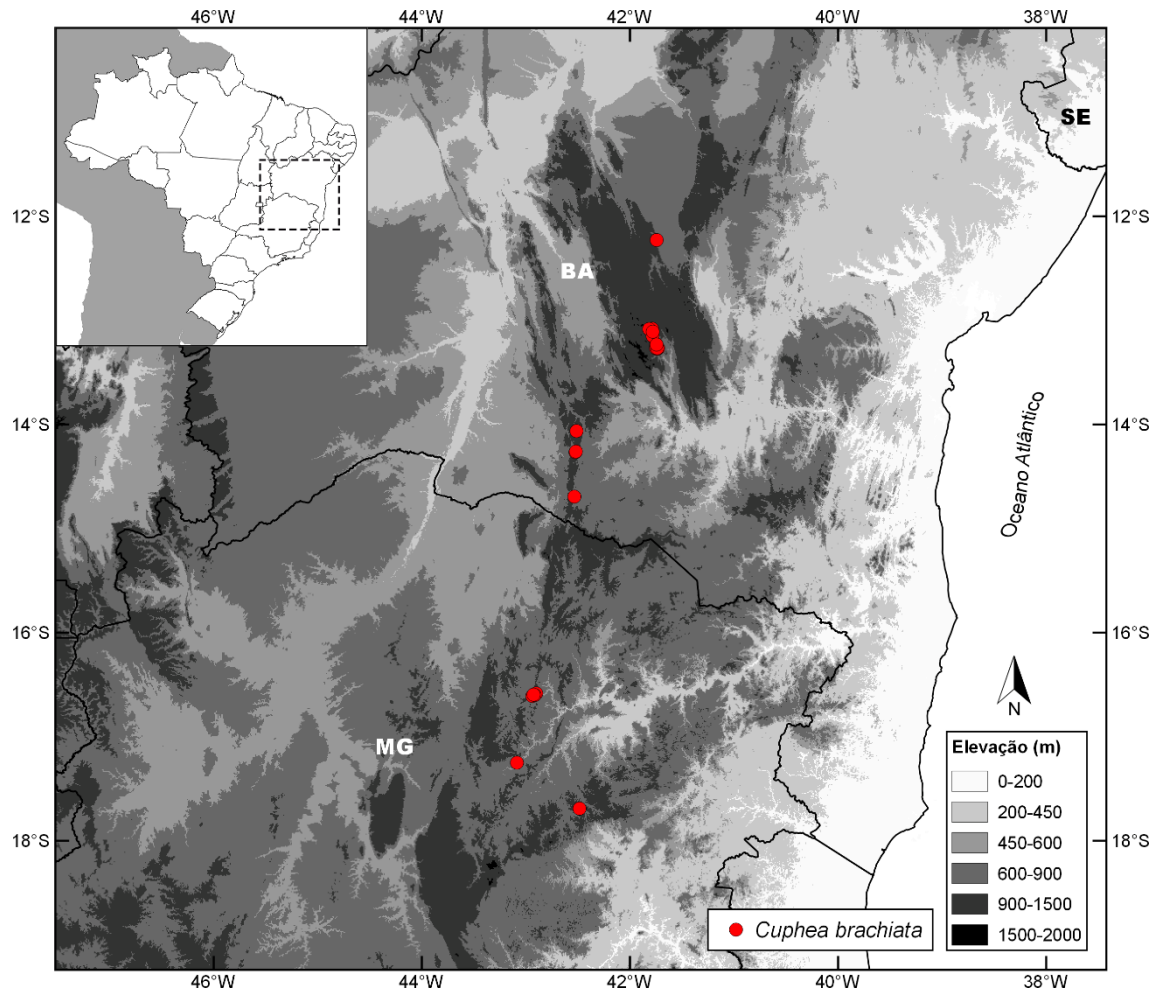 46°W 44°W 42°W 40°W 38°W
SE
12°S 12°S
BA
Oceano Atlântico
14°S 14°S
16°S 16°S
N
MG
Elevação (m)
0-200
200-450
450-600
600-900
900-1500
1500-2000
18°S 18°S
Cuphea brachiata
46°W 44°W 42°W 40°W 38°W